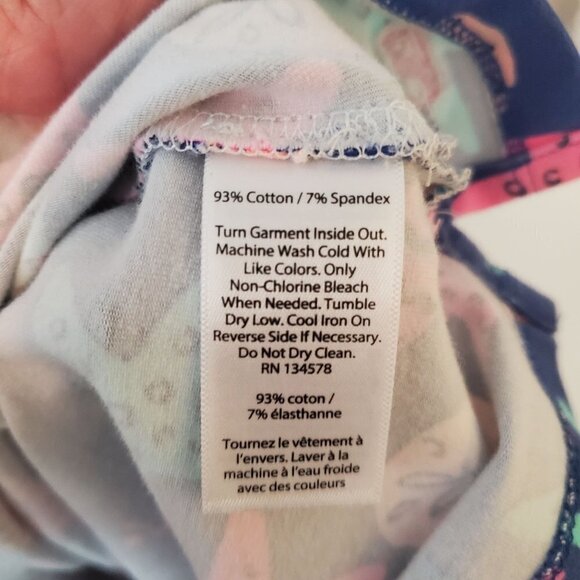 93% Cotton / 7% Spandex
Turn Garment Inside Out.
Machine Wash Cold With
Like Colors. Only
Non-Chlorine Bleach
When Needed. Tumble
Dry Low. Cool Iron On
Reverse Side If Necessary.
Do Not Dry Clean.
RN 134578
93% coton /
7% élasthanne
Tournez le vêtement à
l'envers. Laver à la
machine à l'eau froide
avec des couleurs